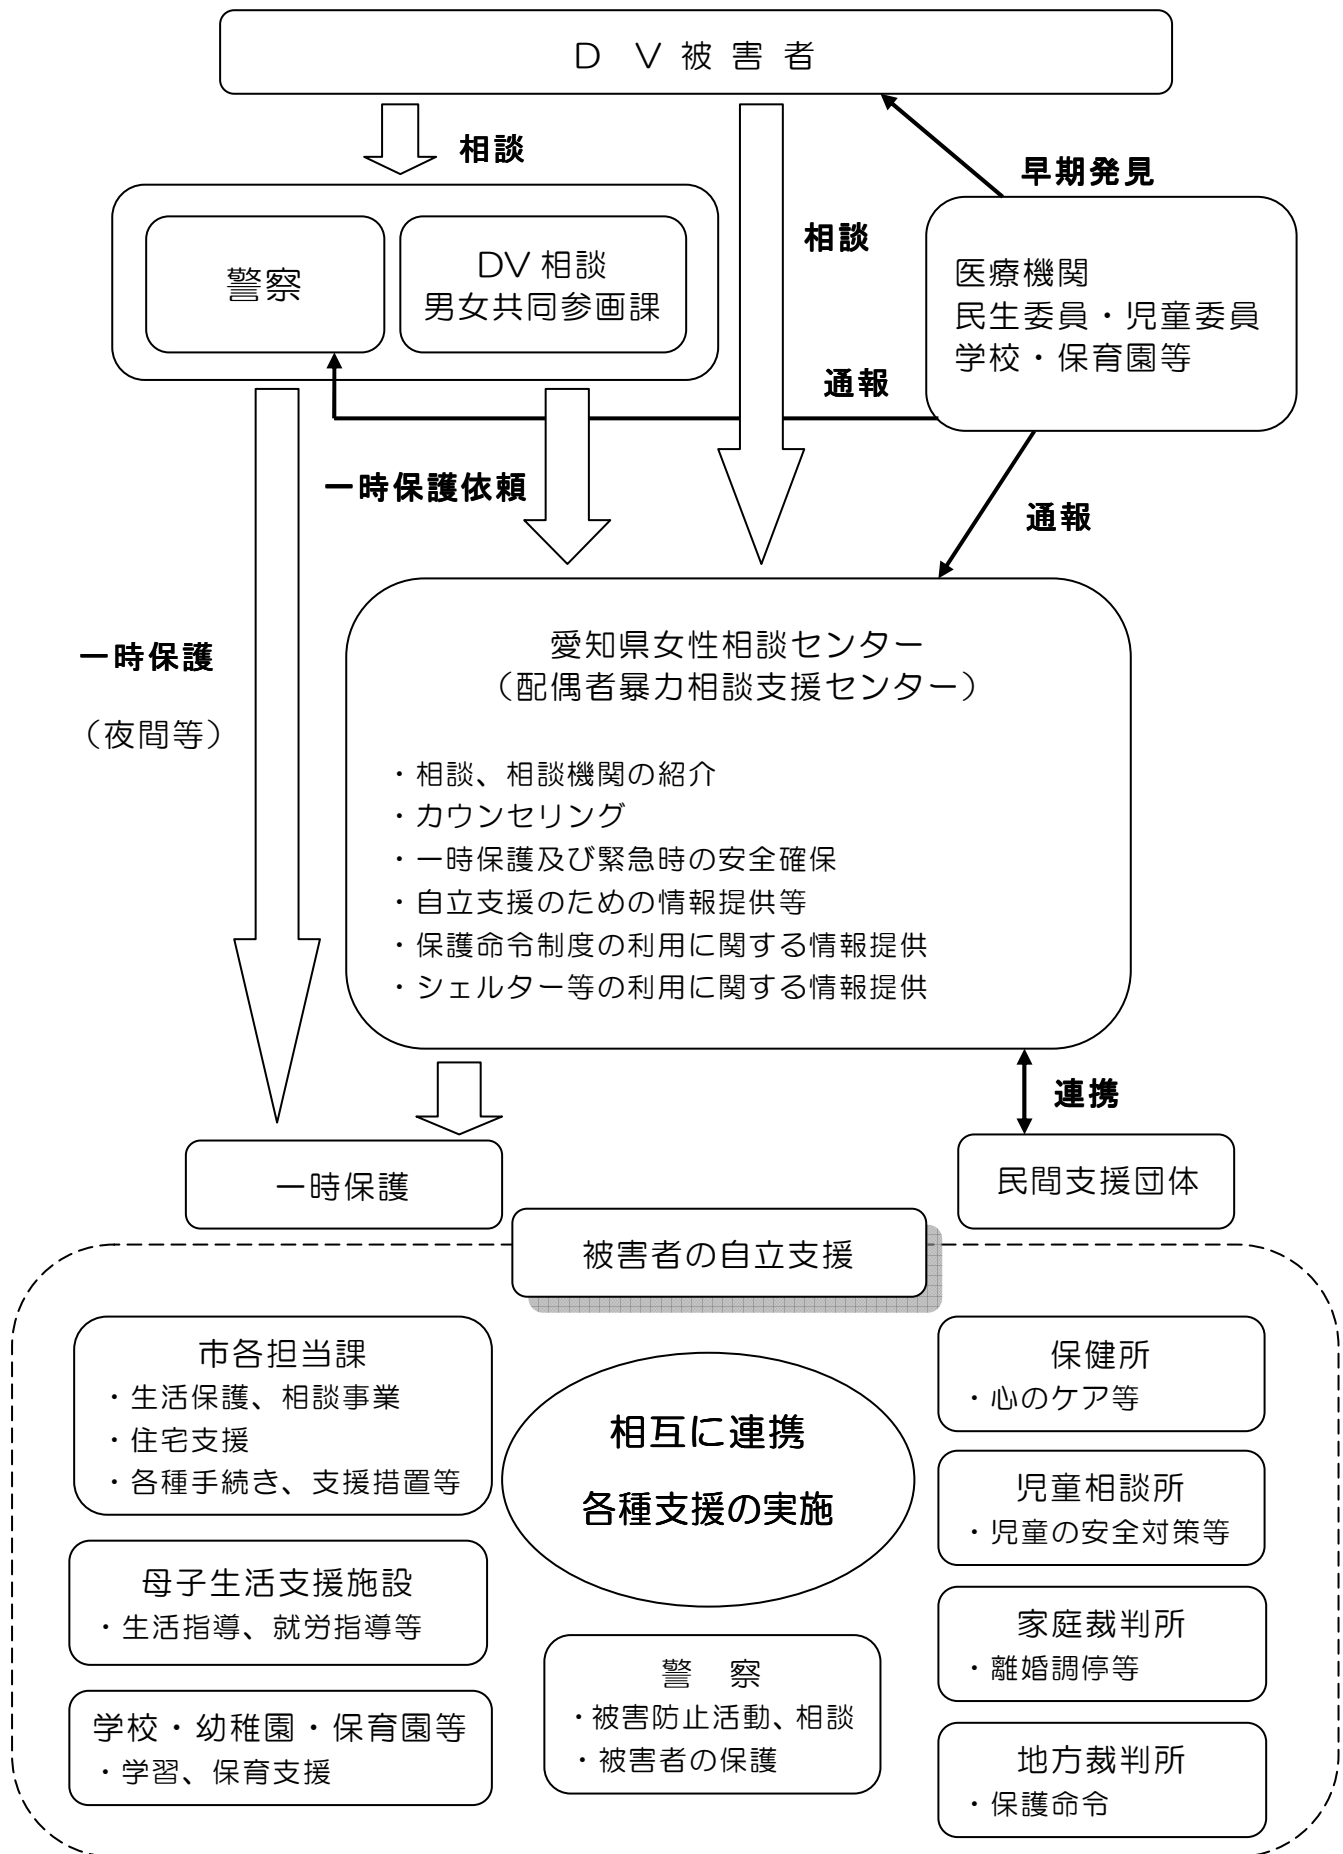 DV被害者
相談
早期発見
警察
DV相談
男女共同参画課
相談
医療機関
民生委員・児童委員
学校・保育園等
通報
一時保護依頼
通報
一時保護
（夜間等）
愛知県女性相談センター
（配偶者暴力相談支援センター）
・相談、相談機関の紹介
・カウンセリング
・一時保護及び緊急時の安全確保
・自立支援のための情報提供等
・保護命令制度の利用に関する情報提供
・シェルター等の利用に関する情報提供
連携
一時保護
民間支援団体
被害者の自立支援
市各担当課
・生活保護、相談事業
・住宅支援
・各種手続き、支援措置等
母子生活支援施設
・生活指導、就労指導等
学校・幼稚園・保育園等
・学習、保育支援
相互に連携
各種支援の実施
警　察
・被害防止活動、相談
・被害者の保護
保健所
・心のケア等
児童相談所
・児童の安全対策等
家庭裁判所
・離婚調停等
地方裁判所
・保護命令